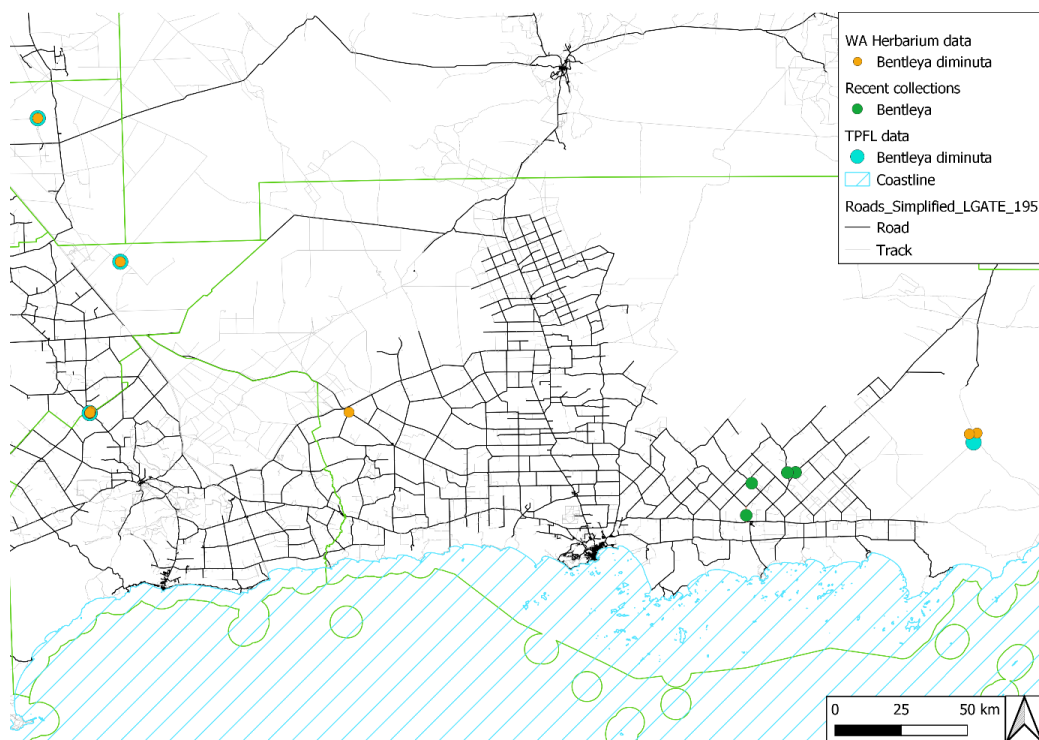 WA Herbarium data
Bentleya diminuta
Recent collections
Bentleya
TPFL data
Bentleya diminuta
Coastline
Roads_Simplified_LGATE_195
Road
Track
0 25 50 km